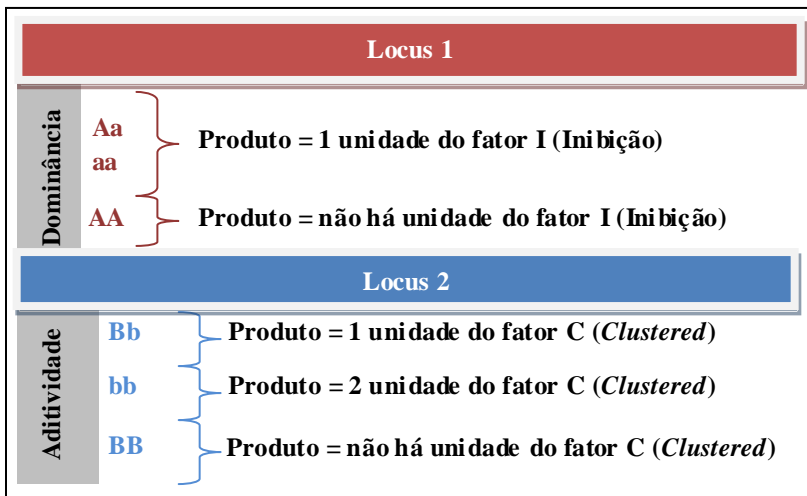 Locus 1
Dominância
Aa
aa
Produto = 1 unidade do fator I (Inibição)
AA
Produto = não há unidade do fator I (Inibição)
Locus 2
Aditividade
Bb
Produto = 1 unidade do fator C (Clustered)
bb
Produto = 2 unidade do fator C (Clustered)
BB
Produto = não há unidade do fator C (Clustered)